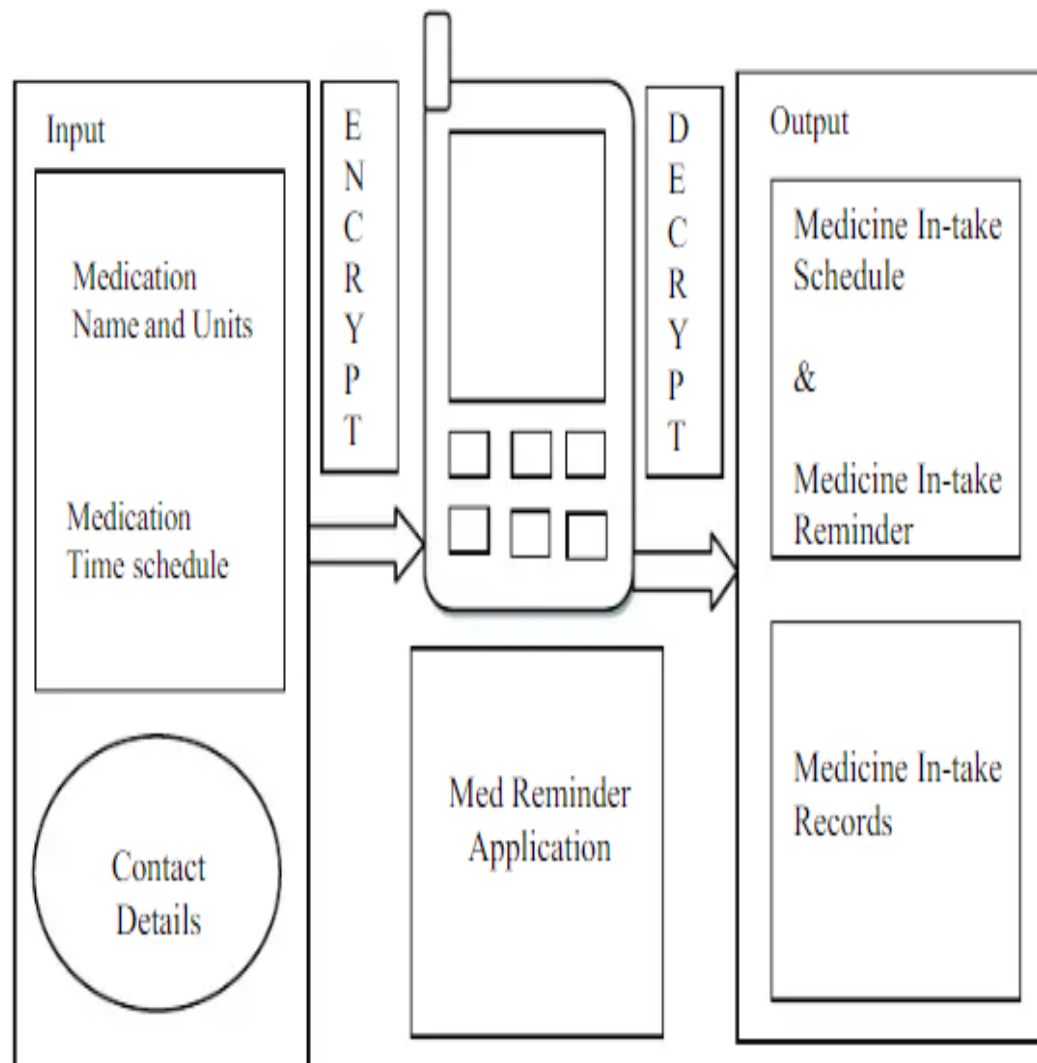 Input
Medication
Name and Units
Medication
Time schedule
Contact
Details
E
N
C
R
Y
P
T
Med Reminder
Application
D
E
C
R
Y
P
T
Output
Medicine In-take
Schedule
&
Medicine In-take
Reminder
Medicine In-take
Records